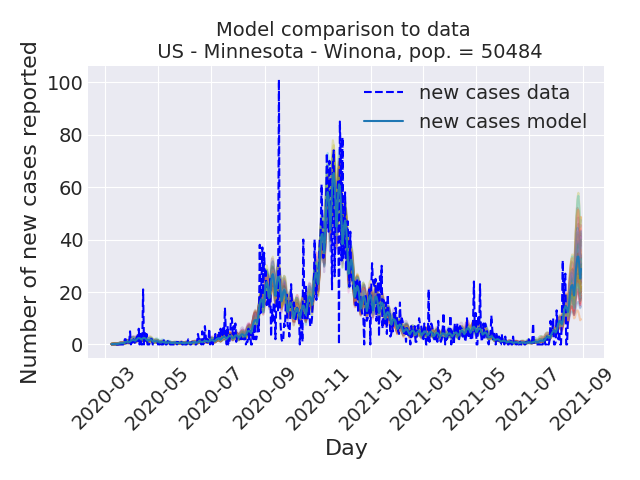 Model comparison to data
US - Minnesota - Winona, pop. = 50484
Number of new cases reported
100
80
60
40
20
0
new cases data
new cases model
2020-03
2020-05
2020-07
2020-09
2020-11
2021-01
2021-03
2021-05
2021-07
2021-09
Day